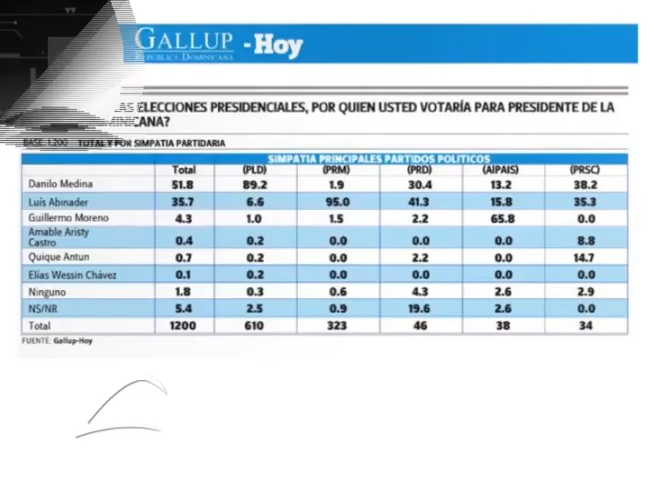 GALLUP - Hoy
REPÚBLICA DOMINICANA
LAS ELECCIONES PRESIDENCIALES, POR QUIEN USTED VOTARÍA PARA PRESIDENTE DE LA
MINICANA?
BASE: 1,200 TOTAL Y POR SIMPATIA PARTIDARIA
SIMPATIA PRINCIPALES PARTIDOS POLITICOS
Total (PLD) (PRM) (PRD) (AlPAIS) (PRSC)
Danilo Medina 51.8 89.2 1.9 30.4 13.2 38.2
Luís Abinader 35.7 6.6 95.0 41.3 15.8 35.3
Guillermo Moreno 4.3 1.0 1.5 2.2 65.8 0.0
Amable Aristy
Castro 0.4 0.2 0.0 0.0 0.0 8.8
Quique Antun 0.7 0.2 0.0 2.2 0.0 14.7
Elías Wessin Chávez 0.1 0.2 0.0 0.0 0.0 0.0
Ninguno 1.8 0.3 0.6 4.3 2.6 2.9
NS/NR 5.4 2.5 0.9 19.6 2.6 0.0
Total 1200 610 323 46 38 34
FUENTE: Gallup-Hoy